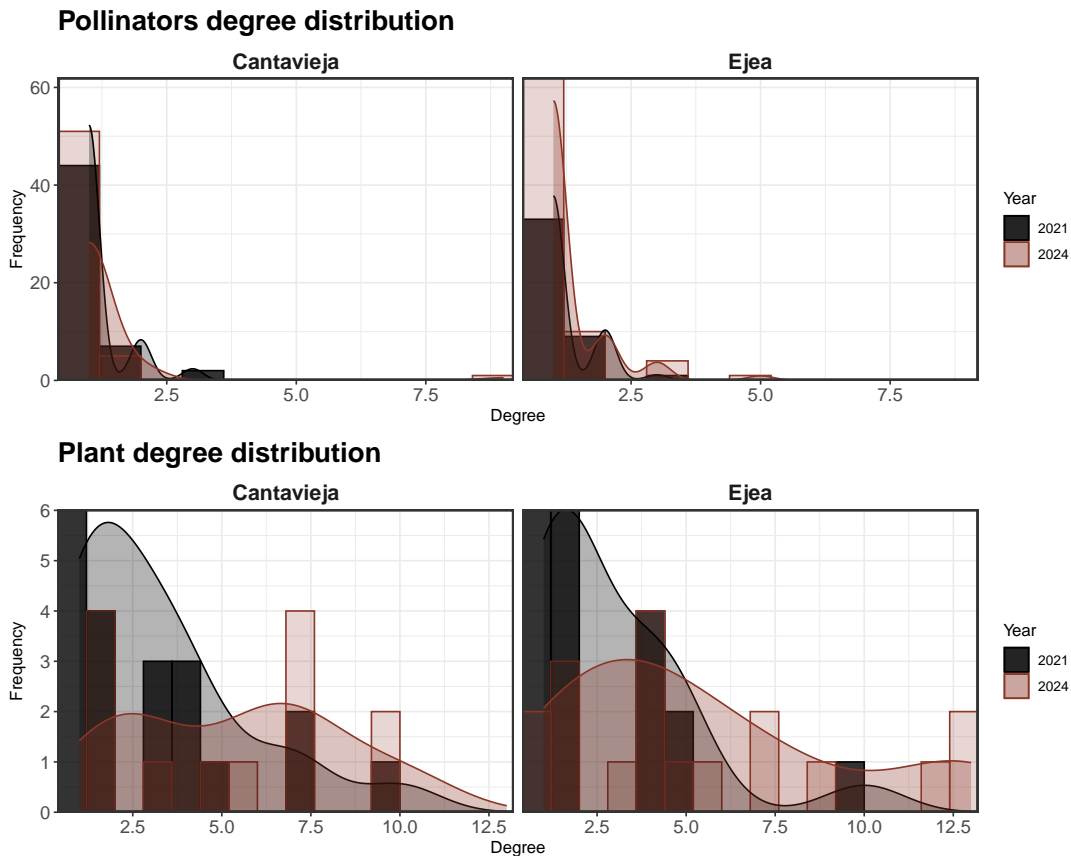 Pollinators degree distribution
Cantavieja
Ejea
60
40
20
0
Frequency
2.5
5.0
7.5
2.5
5.0
7.5
Degree
Year
2021
2024
Plant degree distribution
Cantavieja
Ejea
6
5
4
3
2
1
0
Frequency
2.5
5.0
7.5
10.0
12.5
2.5
5.0
7.5
10.0
12.5
Degree
Year
2021
2024